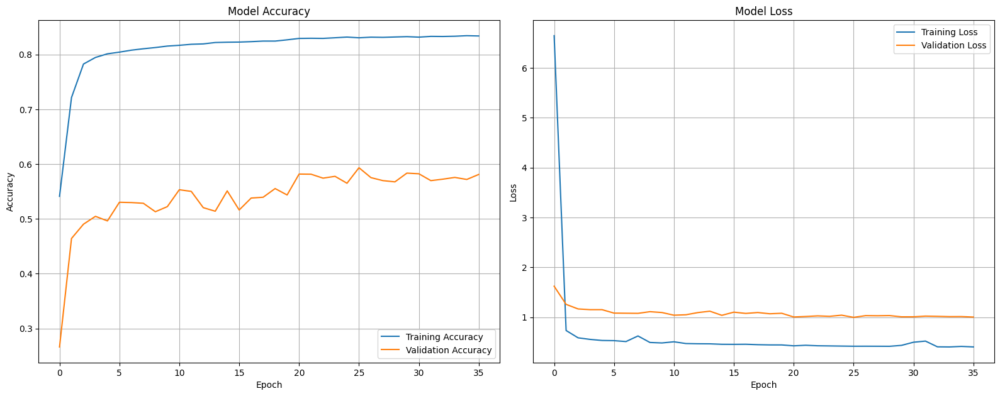 Model Accuracy
0.8
0.7
0.6
0.5
0.4
0.3
Accuracy
0 5 10 15 20 25 30 35
Epoch
Training Accuracy
Validation Accuracy
Model Loss
Training Loss
Validation Loss
6
5
4
3
2
1
Loss
0 5 10 15 20 25 30 35
Epoch